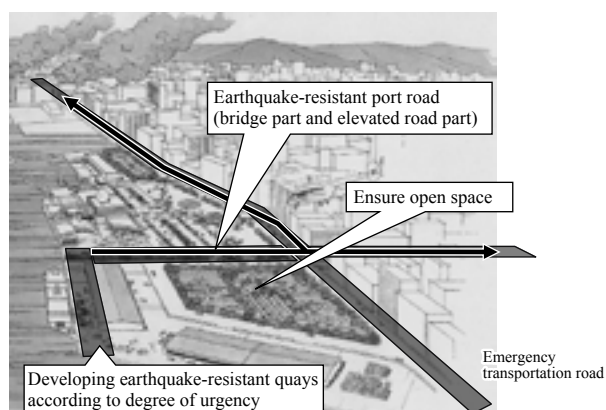 Earthquake-resistant port road
(bridge part and elevated road part)
Ensure open space
Emergency
transportation road
Developing earthquake-resistant quays
according to degree of urgency